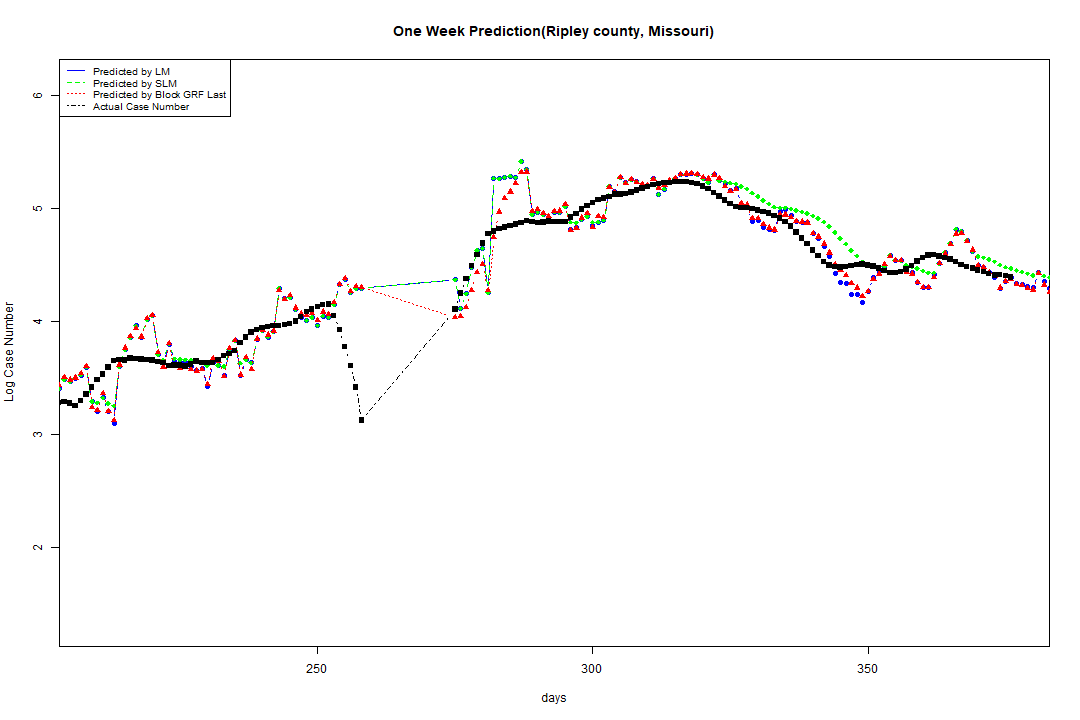 One Week Prediction(Ripley county, Missouri)
Predicted by LM
Predicted by SLM
Predicted by Block GRF Last
Actual Case Number
6
5
4
3
2
Log Case Number
250 300 350
days